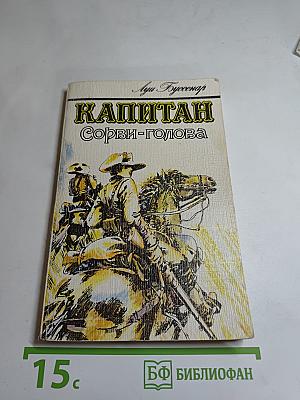 Луи Буссенар
КАПИТАН
Сорви-голова
15с
БФ БИБЛИОФАН